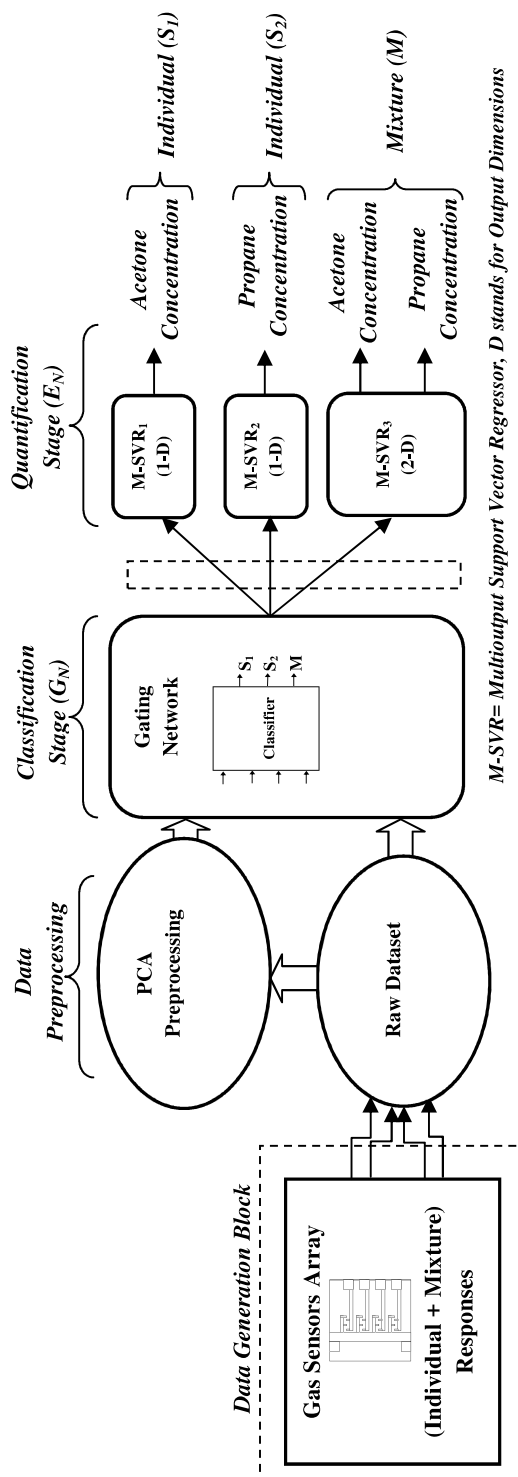 Data Generation Block
Gas Sensors Array
(Individual + Mixture)
Responses
Data
Preprocessing
PCA
Preprocessing
Raw Dataset
Classification
Stage (G_N)
Gating
Network
Classifier
S₁
S₂
M
Quantification
Stage (E_N)
M-SVR₁
(1-D)
M-SVR₂
(1-D)
M-SVR₃
(2-D)
Acetone
Concentration
Individual (S₁)
Propane
Concentration
Individual (S₂)
Acetone
Concentration
Propane
Concentration
Mixture (M)
M-SVR= Multioutput Support Vector Regressor, D stands for Output Dimensions